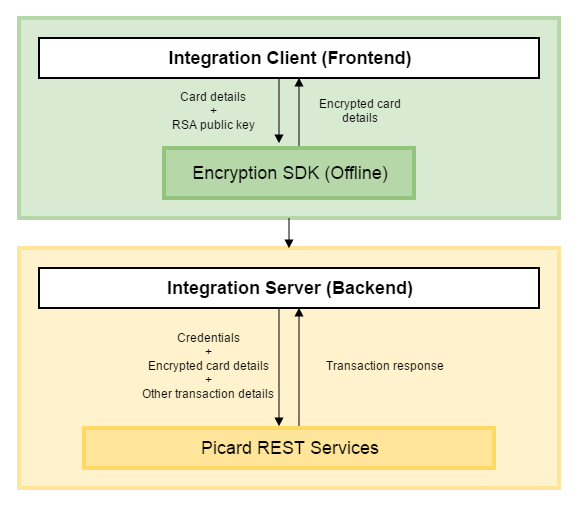 Integration Client (Frontend)
Card details
+
RSA public key
Encrypted card
details
Encryption SDK (Offline)
Integration Server (Backend)
Credentials
+
Encrypted card details
+
Other transaction details
Transaction response
Picard REST Services